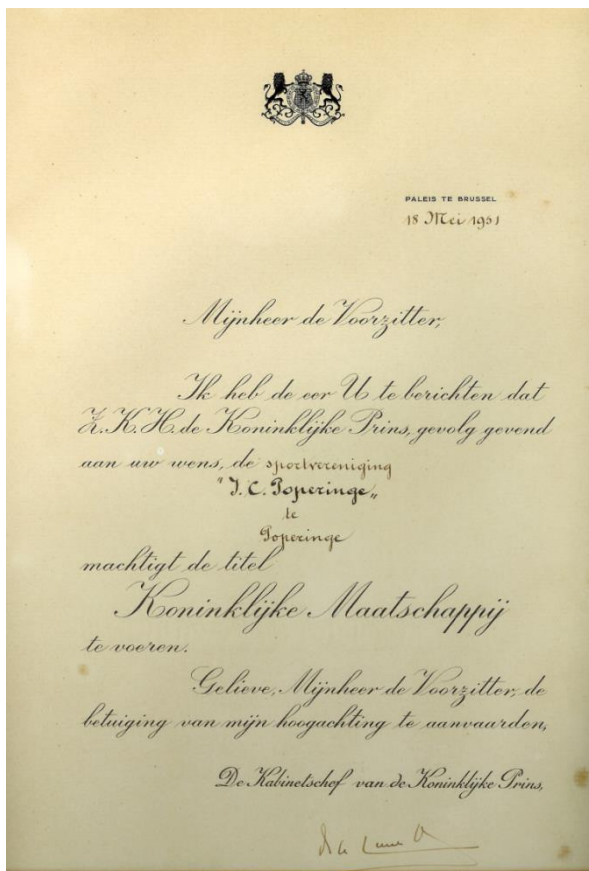 PALEIS TE BRUSSEL
18 Mei 1951
Mijnheer de Voorzitter,
Ik heb de eer U te berichten dat
Z.K.H. de Koninklijke Prins, gevolg gevend
aan uw wens, de sportvereniging
"F. C. Poperinge„
te
Poperinge
machtigt de titel
Koninklijke Maatschappij
te voeren.
Gelieve, Mijnheer de Voorzitter, de
betuiging van mijn hoogachting te aanvaarden,
De Kabinetschef van de Koninklijke Prins,